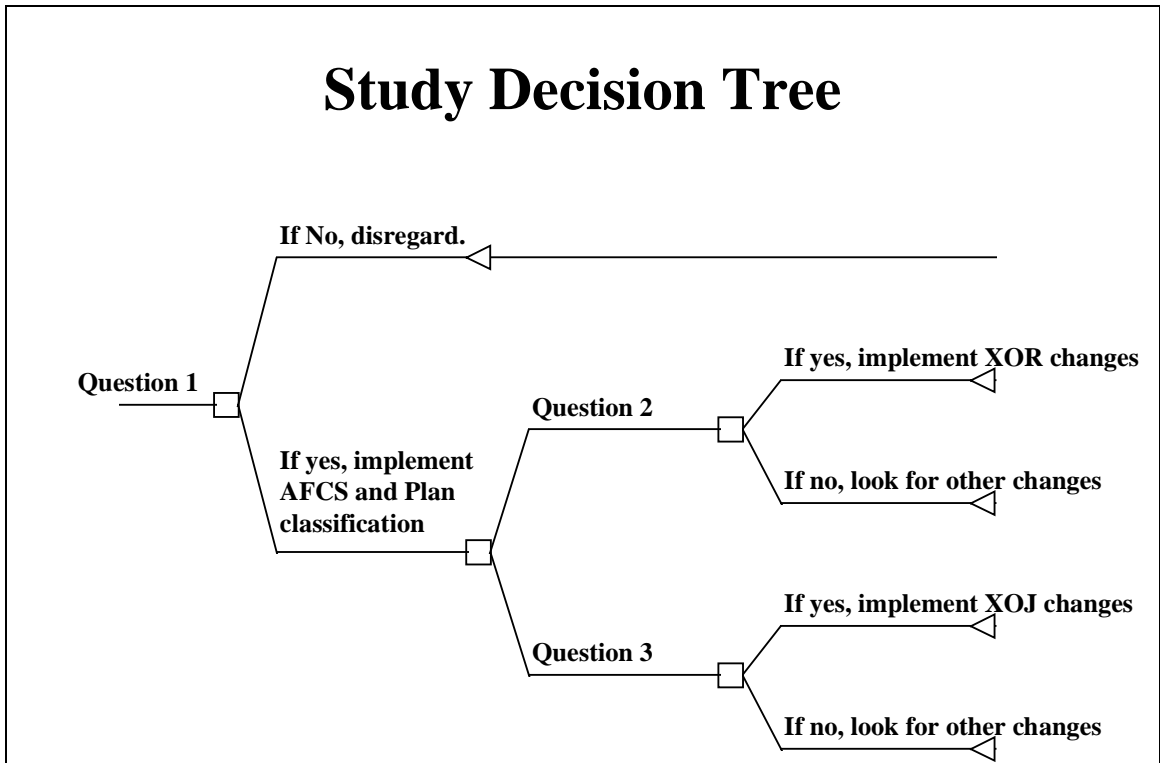 Study Decision Tree
If No, disregard.
Question 1
If yes, implement
AFCS and Plan
classification
Question 2
If yes, implement XOR changes
If no, look for other changes
Question 3
If yes, implement XOJ changes
If no, look for other changes